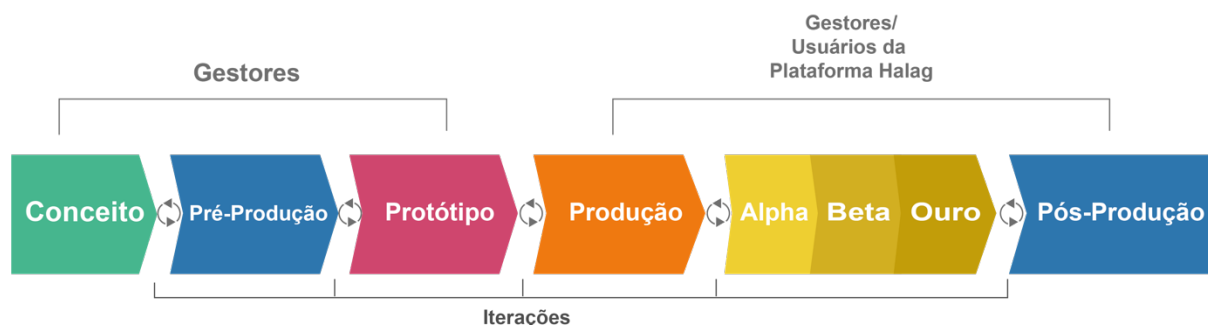 Gestores
Gestores/
Usuários da
Plataforma Halag
Conceito
Pré-Produção
Protótipo
Produção
Alpha
Beta
Ouro
Pós-Produção
Iterações